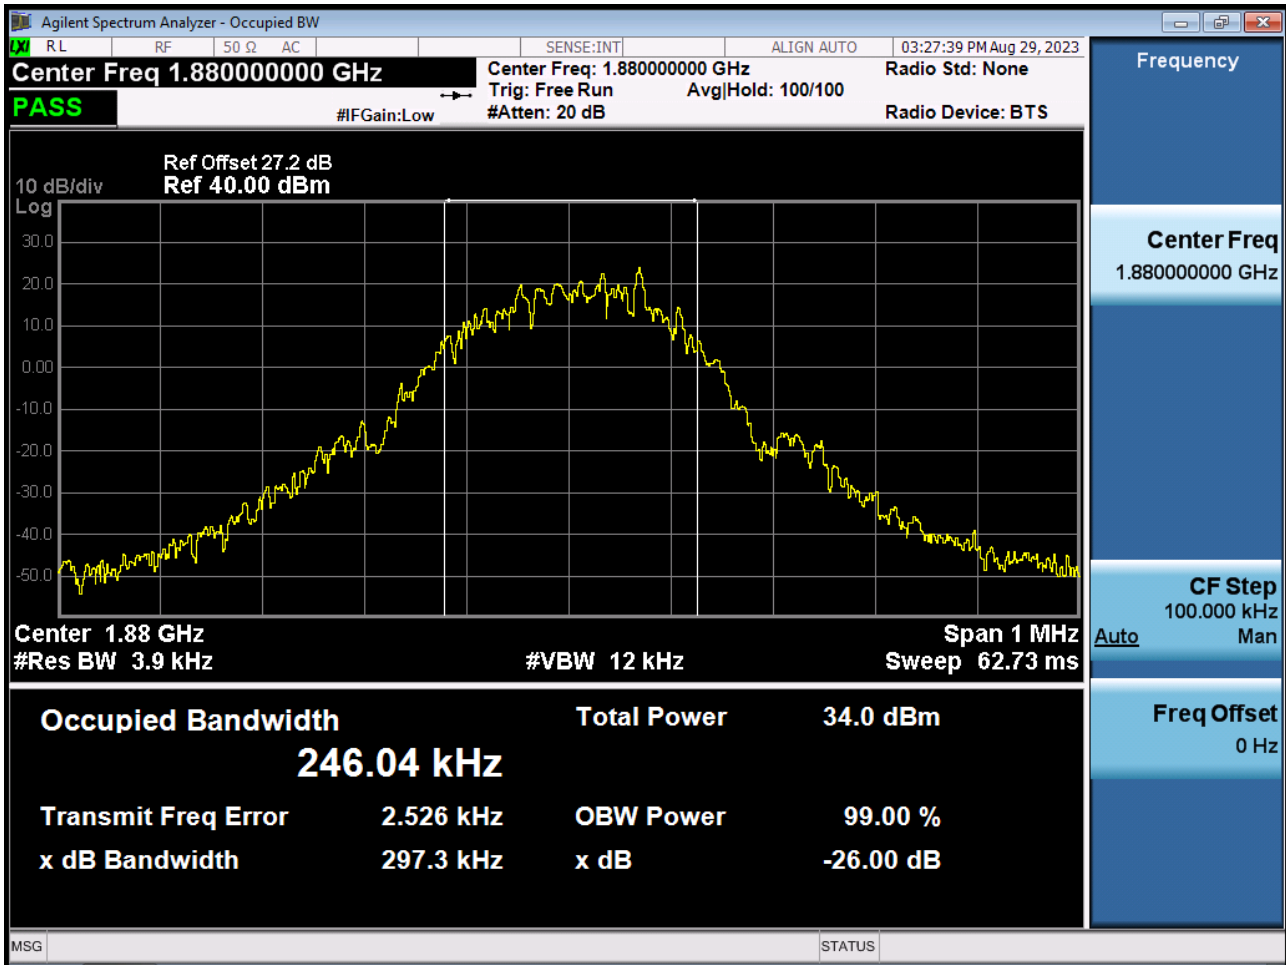 Agilent Spectrum Analyzer - Occupied BW
LXI RL RF 50 Ω AC SENSE:INT ALIGN AUTO 03:27:39 PM Aug 29, 2023
Center Freq 1.880000000 GHz
Center Freq: 1.880000000 GHz
Radio Std: None
Trig: Free Run Avg|Hold: 100/100
PASS
#IFGain:Low
#Atten: 20 dB
Radio Device: BTS
Ref Offset 27.2 dB
10 dB/div Ref 40.00 dBm
Log
30.0
20.0
10.0
0.00
-10.0
-20.0
-30.0
-40.0
-50.0
Center 1.88 GHz Span 1 MHz
#Res BW 3.9 kHz #VBW 12 kHz Sweep 62.73 ms
Occupied Bandwidth Total Power 34.0 dBm
246.04 kHz
Transmit Freq Error 2.526 kHz OBW Power 99.00 %
x dB Bandwidth 297.3 kHz x dB -26.00 dB
MSG STATUS
Frequency
Center Freq
1.880000000 GHz
CF Step
100.000 kHz
Auto Man
Freq Offset
0 Hz